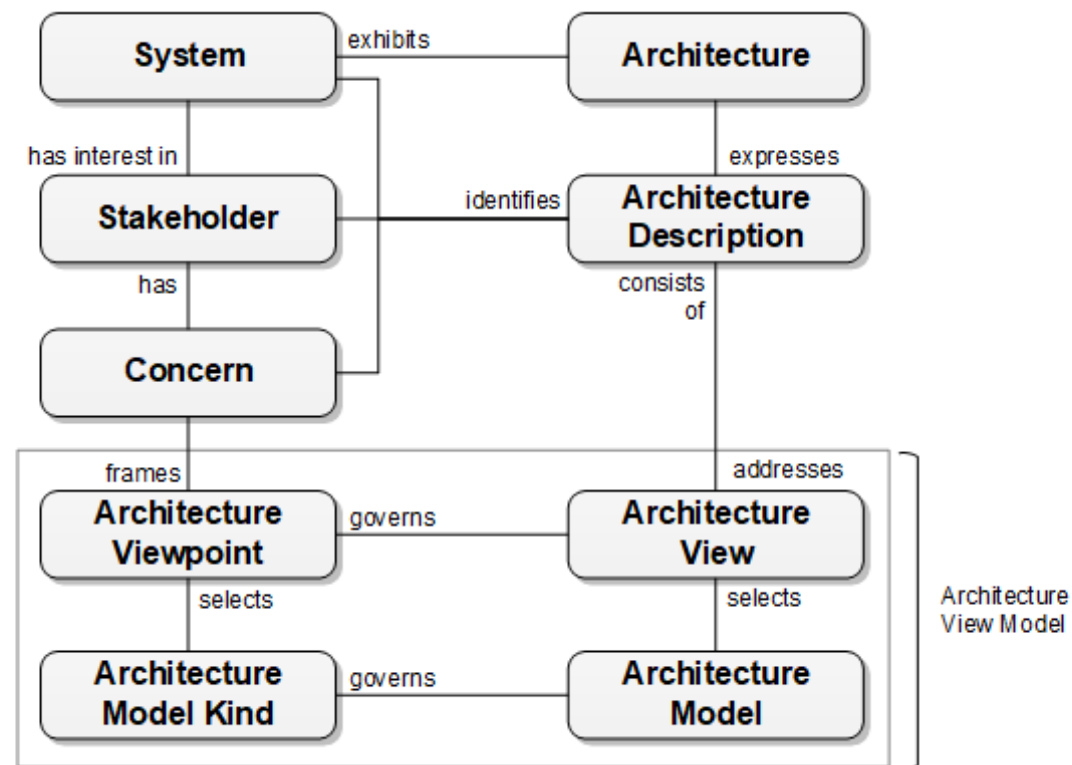 System
exhibits
Architecture
has interest in
expresses
Stakeholder
identifies
Architecture
Description
has
consists
of
Concern
frames
addresses
Architecture
Viewpoint
governs
Architecture
View
selects
selects
Architecture
View Model
Architecture
Model Kind
governs
Architecture
Model